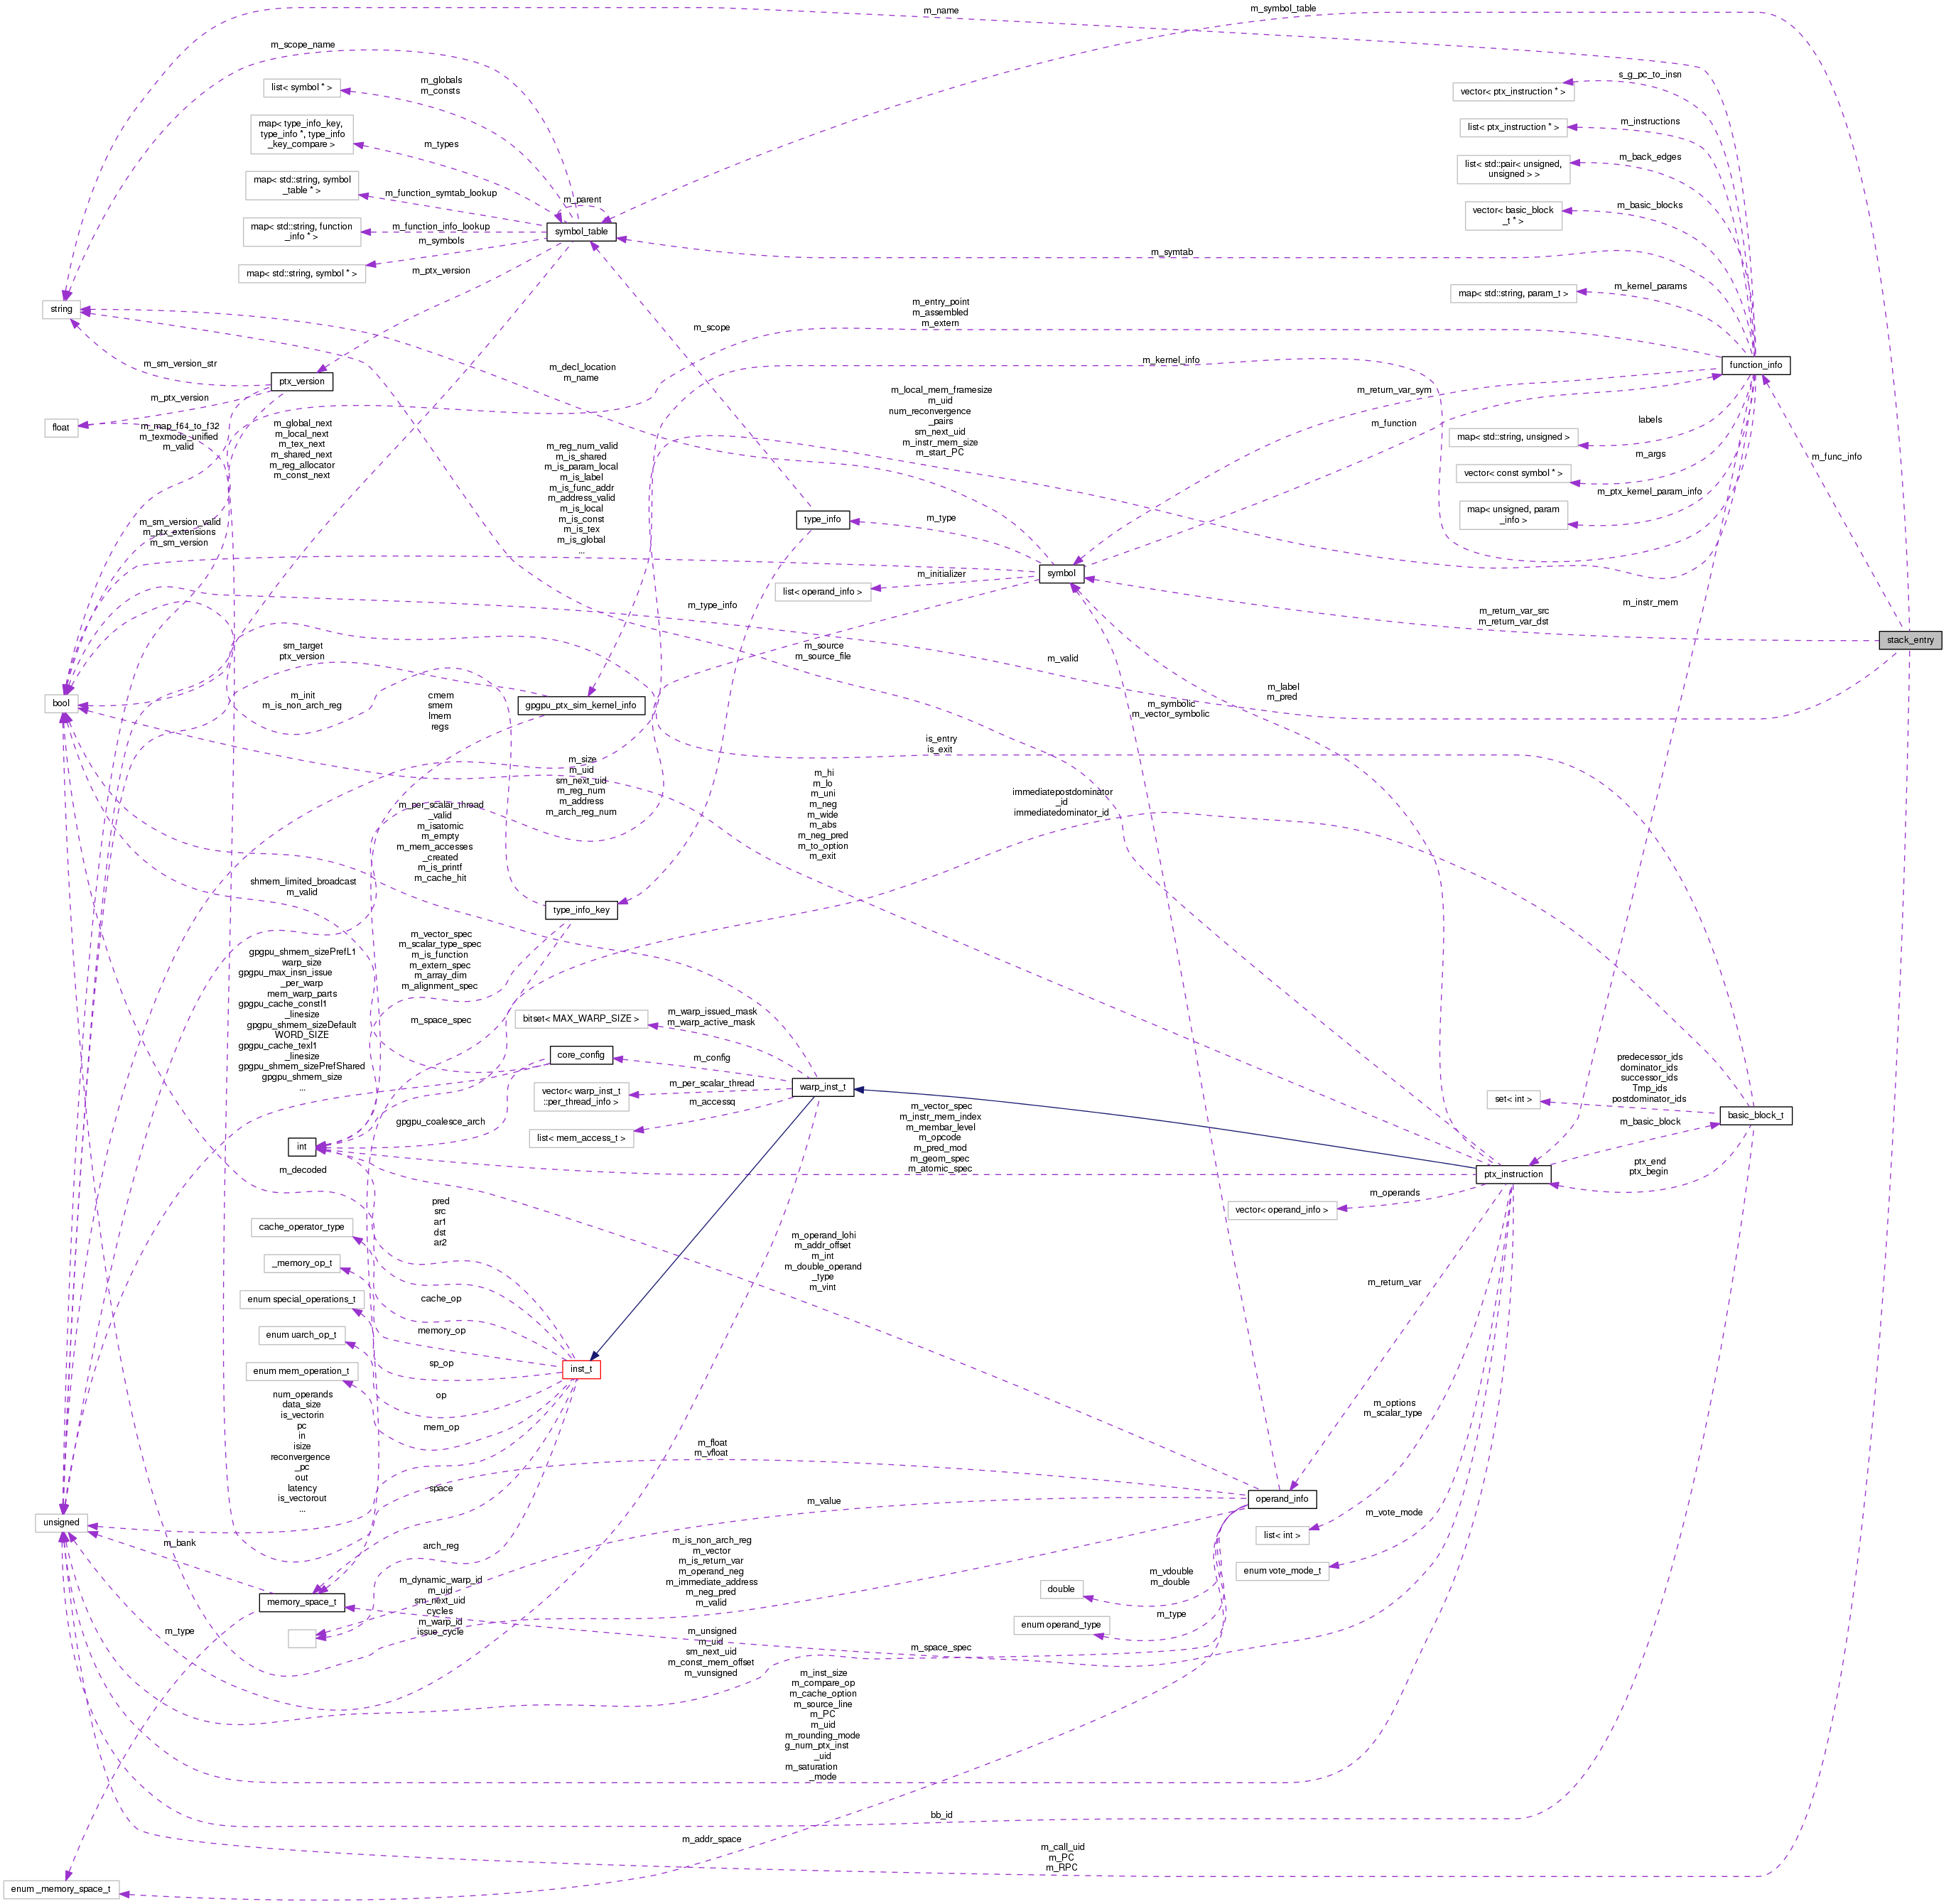 m_name
m_symbol_table
m_scope_name
m_globals
m_consts
list< symbol * >
s_g_pc_to_insn
vector< ptx_instruction * >
map< type_info_key,
type_info *, type_info
_key_compare >
m_types
m_instructions
list< ptx_instruction * >
m_back_edges
list< std::pair< unsigned,
unsigned > >
map< std::string, symbol
_table * >
m_function_symtab_lookup
m_parent
m_basic_blocks
vector< basic_block
_t * >
map< std::string, function
_info * >
m_function_info_lookup
symbol_table
m_symbols
m_symtab
map< std::string, symbol * >
m_ptx_version
m_kernel_params
map< std::string, param_t >
string
m_entry_point
m_assembled
m_extern
m_scope
m_sm_version_str
ptx_version
m_decl_location
m_name
m_kernel_info
function_info
m_ptx_version
float
m_map_f64_to_f32
m_texmode_unified
m_valid
m_global_next
m_local_next
m_tex_next
m_shared_next
m_reg_allocator
m_const_next
m_local_mem_framesize
m_uid
num_reconvergence
_pairs
sm_next_uid
m_instr_mem_size
m_start_PC
m_return_var_sym
m_function
labels
map< std::string, unsigned >
m_args
vector< const symbol * >
m_func_info
m_reg_num_valid
m_is_shared
m_is_param_local
m_is_label
m_is_func_addr
m_address_valid
m_is_local
m_is_const
m_is_tex
m_is_global
...
m_ptx_kernel_param_info
map< unsigned, param
_info >
m_sm_version_valid
m_ptx_extensions
m_sm_version
type_info
m_type
symbol
m_initializer
list< operand_info >
m_type_info
m_instr_mem
m_return_var_src
m_return_var_dst
stack_entry
sm_target
ptx_version
m_source
m_source_file
m_valid
m_label
m_pred
bool
m_init
m_is_non_arch_reg
cmem
smem
lmem
regs
gpgpu_ptx_sim_kernel_info
m_symbolic
m_vector_symbolic
is_entry
is_exit
m_size
m_uid
sm_next_uid
m_reg_num
m_address
m_arch_reg_num
m_hi
m_lo
m_uni
m_neg
m_wide
m_abs
m_neg_pred
m_to_option
m_exit
immediatepostdominator
_id
immediatedominator_id
m_per_scalar_thread
_valid
m_isatomic
m_empty
m_mem_accesses
_created
m_is_printf
m_cache_hit
shmem_limited_broadcast
m_valid
type_info_key
m_vector_spec
m_scalar_type_spec
m_is_function
m_extern_spec
m_array_dim
m_alignment_spec
gpgpu_shmem_sizePrefL1
warp_size
gpgpu_max_insn_issue
_per_warp
mem_warp_parts
gpgpu_cache_constl1
_linesize
gpgpu_shmem_sizeDefault
WORD_SIZE
gpgpu_cache_texl1
_linesize
gpgpu_shmem_sizePrefShared
gpgpu_shmem_size
...
m_space_spec
bitset< MAX_WARP_SIZE >
m_warp_issued_mask
m_warp_active_mask
core_config
m_config
warp_inst_t
vector< warp_inst_t
::per_thread_info >
m_per_scalar_thread
m_accessq
list< mem_access_t >
predecessor_ids
dominator_ids
successor_ids
Tmp_ids
postdominator_ids
set< int >
basic_block_t
m_basic_block
gpgpu_coalesce_arch
int
m_vector_spec
m_instr_mem_index
m_membar_level
m_opcode
m_pred_mod
m_geom_spec
m_atomic_spec
ptx_instruction
ptx_end
ptx_begin
m_decoded
m_operands
vector< operand_info >
pred
src
ar1
dst
ar2
cache_operator_type
_memory_op_t
m_operand_lohi
m_addr_offset
m_int
m_double_operand
_type
m_vint
m_return_var
enum special_operations_t
cache_op
enum uarch_op_t
memory_op
sp_op
inst_t
enum mem_operation_t
op
mem_op
num_operands
data_size
is_vectorin
pc
in
isize
reconvergence
_pc
out
latency
is_vectorout
...
m_options
m_scalar_type
m_float
m_vfloat
space
m_value
operand_info
m_vote_mode
unsigned
list< int >
m_bank
arch_reg
m_is_non_arch_reg
m_vector
m_is_return_var
m_operand_neg
m_immediate_address
m_neg_pred
m_valid
enum vote_mode_t
m_vdouble
m_double
double
memory_space_t
m_dynamic_warp_id
m_uid
sm_next_uid
cycles
m_warp_id
issue_cycle
m_type
enum operand_type
m_type
m_unsigned
m_uid
sm_next_uid
m_const_mem_offset
m_vunsigned
m_space_spec
m_inst_size
m_compare_op
m_cache_option
m_source_line
m_PC
m_uid
m_rounding_mode
g_num_ptx_inst
_uid
m_saturation
_mode
bb_id
m_addr_space
m_call_uid
m_PC
m_RPC
enum _memory_space_t